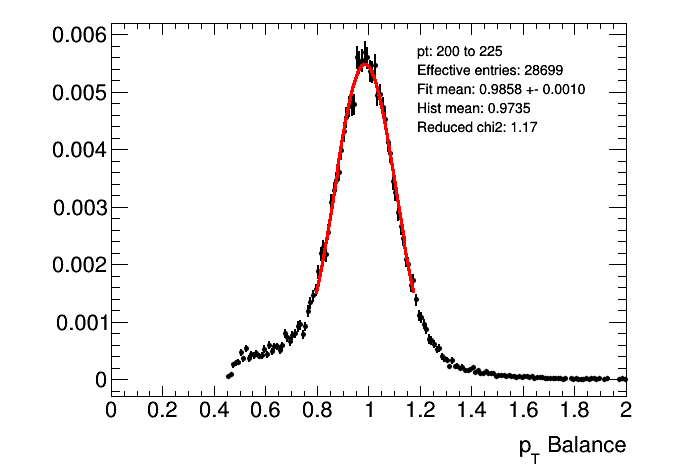 0.006
0.005
0.004
0.003
0.002
0.001
0
pt: 200 to 225
Effective entries: 28699
Fit mean: 0.9858 +- 0.0010
Hist mean: 0.9735
Reduced chi2: 1.17
0 0.2 0.4 0.6 0.8 1 1.2 1.4 1.6 1.8 2
pT Balance